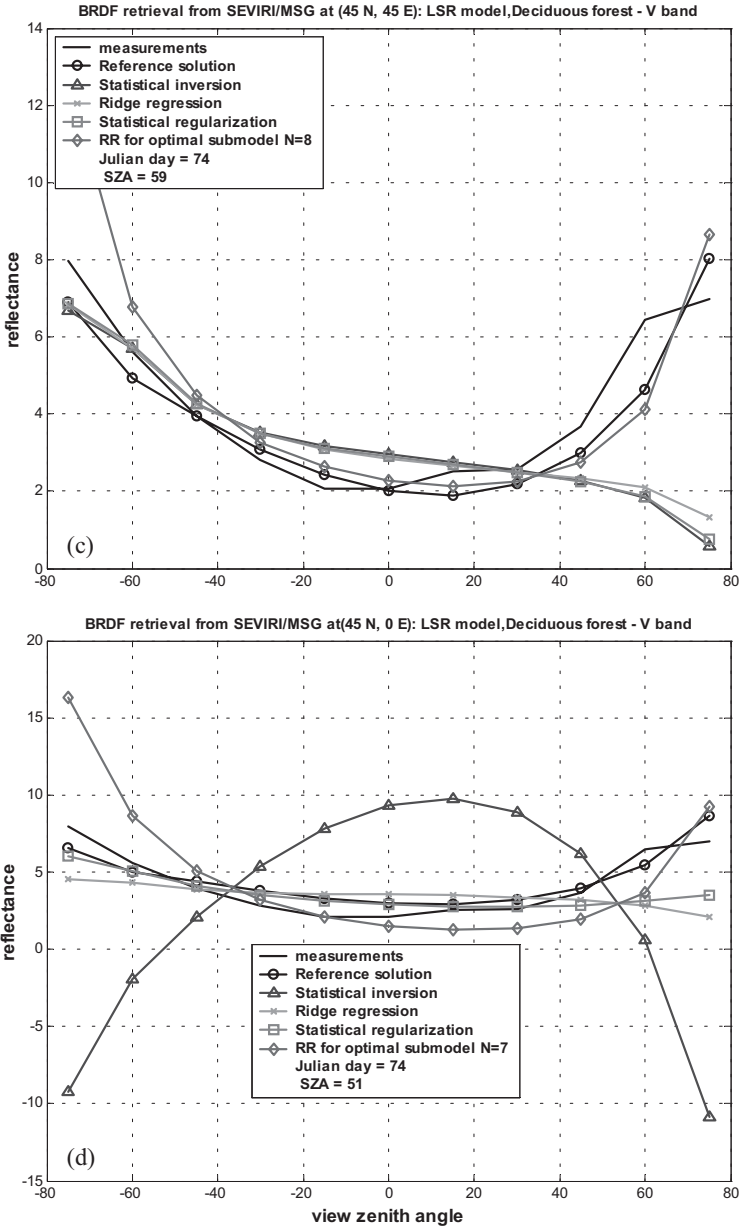 BRDF retrieval from SEVIRI/MSG at (45 N, 45 E): LSR model,Deciduous forest - V band
14
12
10
8
6
4
2
0
reflectance
measurements
Reference solution
Statistical inversion
Ridge regression
Statistical regularization
RR for optimal submodel N=8
Julian day = 74
SZA = 59
(c)
-80 -60 -40 -20 0 20 40 60 80
BRDF retrieval from SEVIRI/MSG at(45 N, 0 E): LSR model,Deciduous forest - V band
20
15
10
5
0
-5
-10
-15
reflectance
measurements
Reference solution
Statistical inversion
Ridge regression
Statistical regularization
RR for optimal submodel N=7
Julian day = 74
SZA = 51
(d)
-80 -60 -40 -20 0 20 40 60 80
view zenith angle